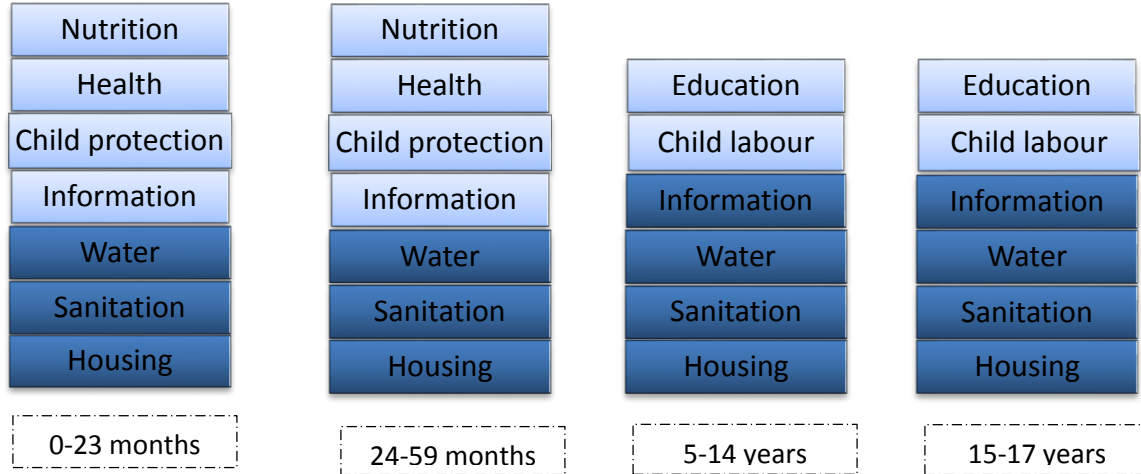 Nutrition
Health
Child protection
Information
Water
Sanitation
Housing
0-23 months
Nutrition
Health
Child protection
Information
Water
Sanitation
Housing
24-59 months
Education
Child labour
Information
Water
Sanitation
Housing
5-14 years
Education
Child labour
Information
Water
Sanitation
Housing
15-17 years